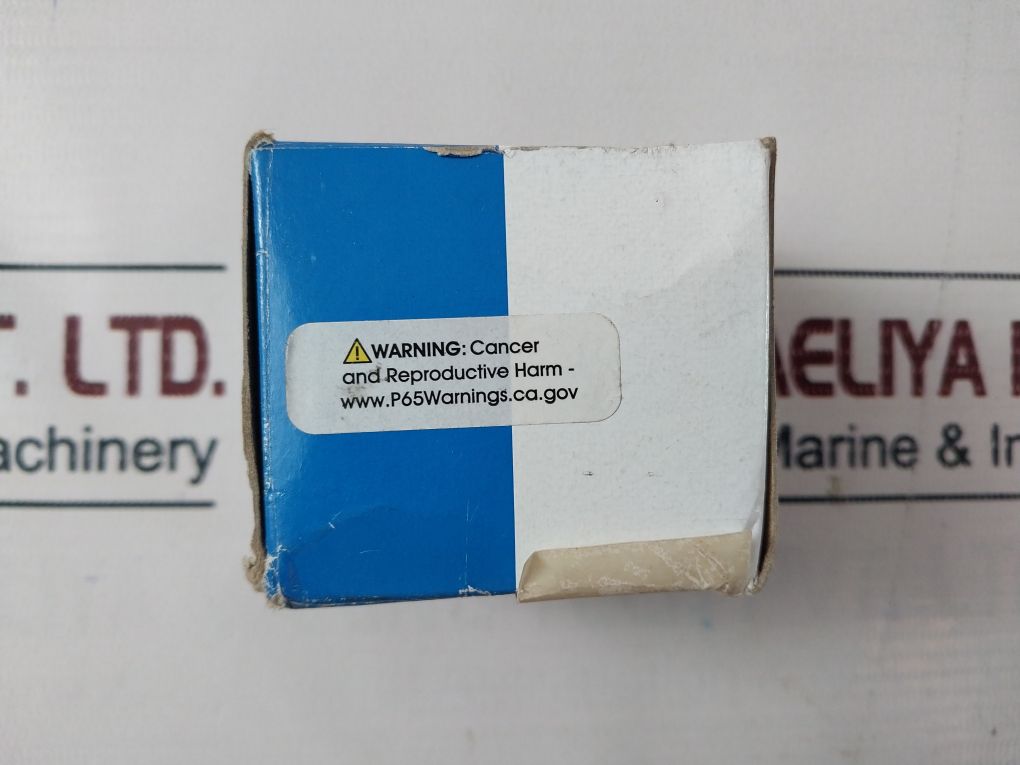 WARNING: Cancer
and Reproductive Harm -
www.P65Warnings.ca.gov
T. LTD.
achinery
AELIYA
Marine & In